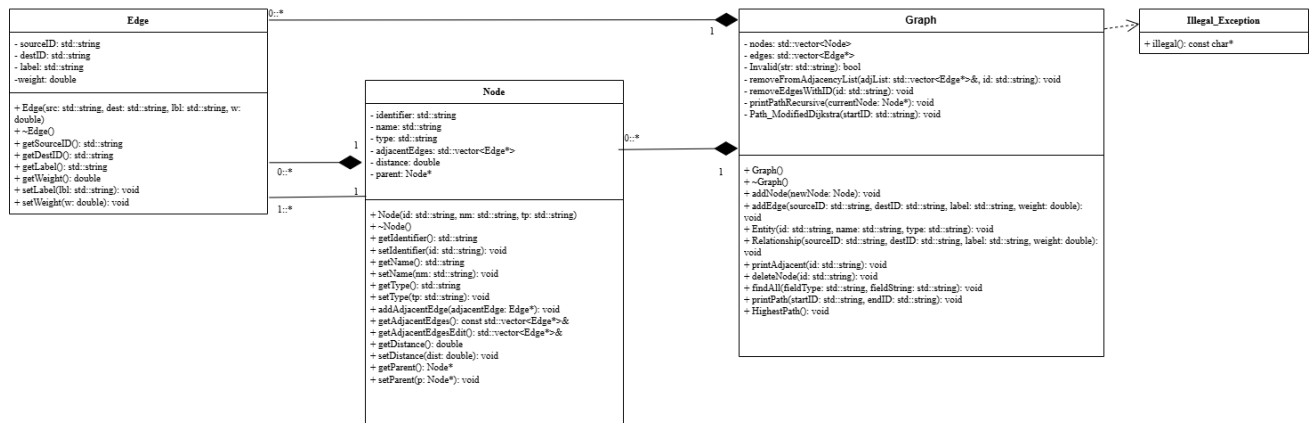 Edge
- sourceID: std::string
- destID: std::string
- label: std::string
-weight: double
+ Edge(src: std::string, dest: std::string, lbl: std::string, w:
double)
+ ~Edge()
+ getSourceID(): std::string
+ getDestID(): std::string
+ getLabel(): std::string
+ getWeight(): double
+ setLabel(lbl: std::string): void
+ setWeight(w: double): void
0::*
1
1
0::*
1
1::*
Node
- identifier: std::string
- name: std::string
- type: std::string
- adjacentEdges: std::vector<Edge*>
- distance: double
- parent: Node*
+ Node(id: std::string, nm: std::string, tp: std::string)
+ ~Node()
+ getIdentifier(): std::string
+ setIdentifier(id: std::string): void
+ getName(): std::string
+ setName(nm: std::string): void
+ getType(): std::string
+ setType(tp: std::string): void
+ addAdjacentEdge(adjacentEdge: Edge*): void
+ getAdjacentEdges(): const std::vector<Edge*>&
+ getAdjacentEdgesEdit(): std::vector<Edge*>&
+ getDistance(): double
+ setDistance(dist: double): void
+ getParent(): Node*
+ setParent(p: Node*): void
0::*
1
Graph
- nodes: std::vector<Node>
- edges: std::vector<Edge*>
- Invalid(str: std::string): bool
- removeFromAdjacencyList(adjList: std::vector<Edge*>&, id: std::string): void
- removeEdgesWithID(id: std::string): void
- printPathRecursive(currentNode: Node*): void
- Path_ModifiedDijkstra(startID: std::string): void
+ Graph()
+ ~Graph()
+ addNode(newNode: Node): void
+ addEdge(sourceID: std::string, destID: std::string, label: std::string, weight: double):
void
+ Entity(id: std::string, name: std::string, type: std::string): void
+ Relationship(sourceID: std::string, destID: std::string, label: std::string, weight: double):
void
+ printAdjacent(id: std::string): void
+ deleteNode(id: std::string): void
+ findAll(fieldType: std::string, fieldString: std::string): void
+ printPath(startID: std::string, endID: std::string): void
+ HighestPath(): void
Illegal_Exception
+ illegal(): const char*